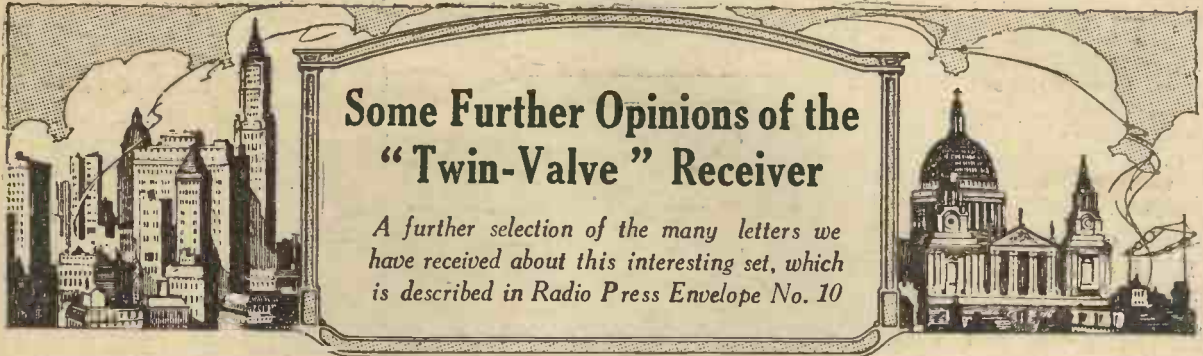 Some Further Opinions of the
“Twin-Valve” Receiver
A further selection of the many letters we
have received about this interesting set, which
is described in Radio Press Envelope No. 10